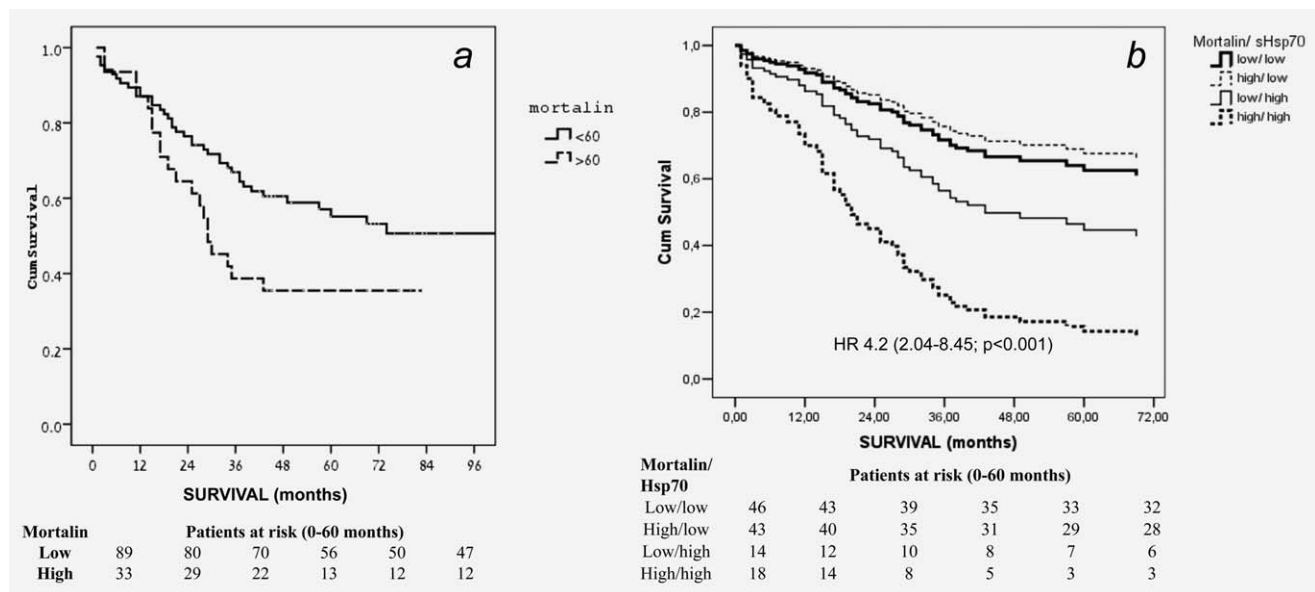 a
mortalin
<60
>60
Cum Survival
1.0
0.8
0.6
0.4
0.2
0.0
0 12 24 36 48 60 72 84 96
SURVIVAL (months)
Mortalin Patients at risk (0-60 months)
Low 89 80 70 56 50 47
High 33 29 22 13 12 12
b
Mortalin/ sHsp70
low/low
high/low
low/high
high/high
Cum Survival
1,0
0,8
0,6
0,4
0,2
0,0
HR 4.2 (2.04-8.45; p<0.001)
0,00 12,00 24,00 36,00 48,00 60,00 72,00
SURVIVAL (months)
Mortalin/
Hsp70 Patients at risk (0-60 months)
Low/low 46 43 39 35 33 32
High/low 43 40 35 31 29 28
Low/high 14 12 10 8 7 6
High/high 18 14 8 5 3 3